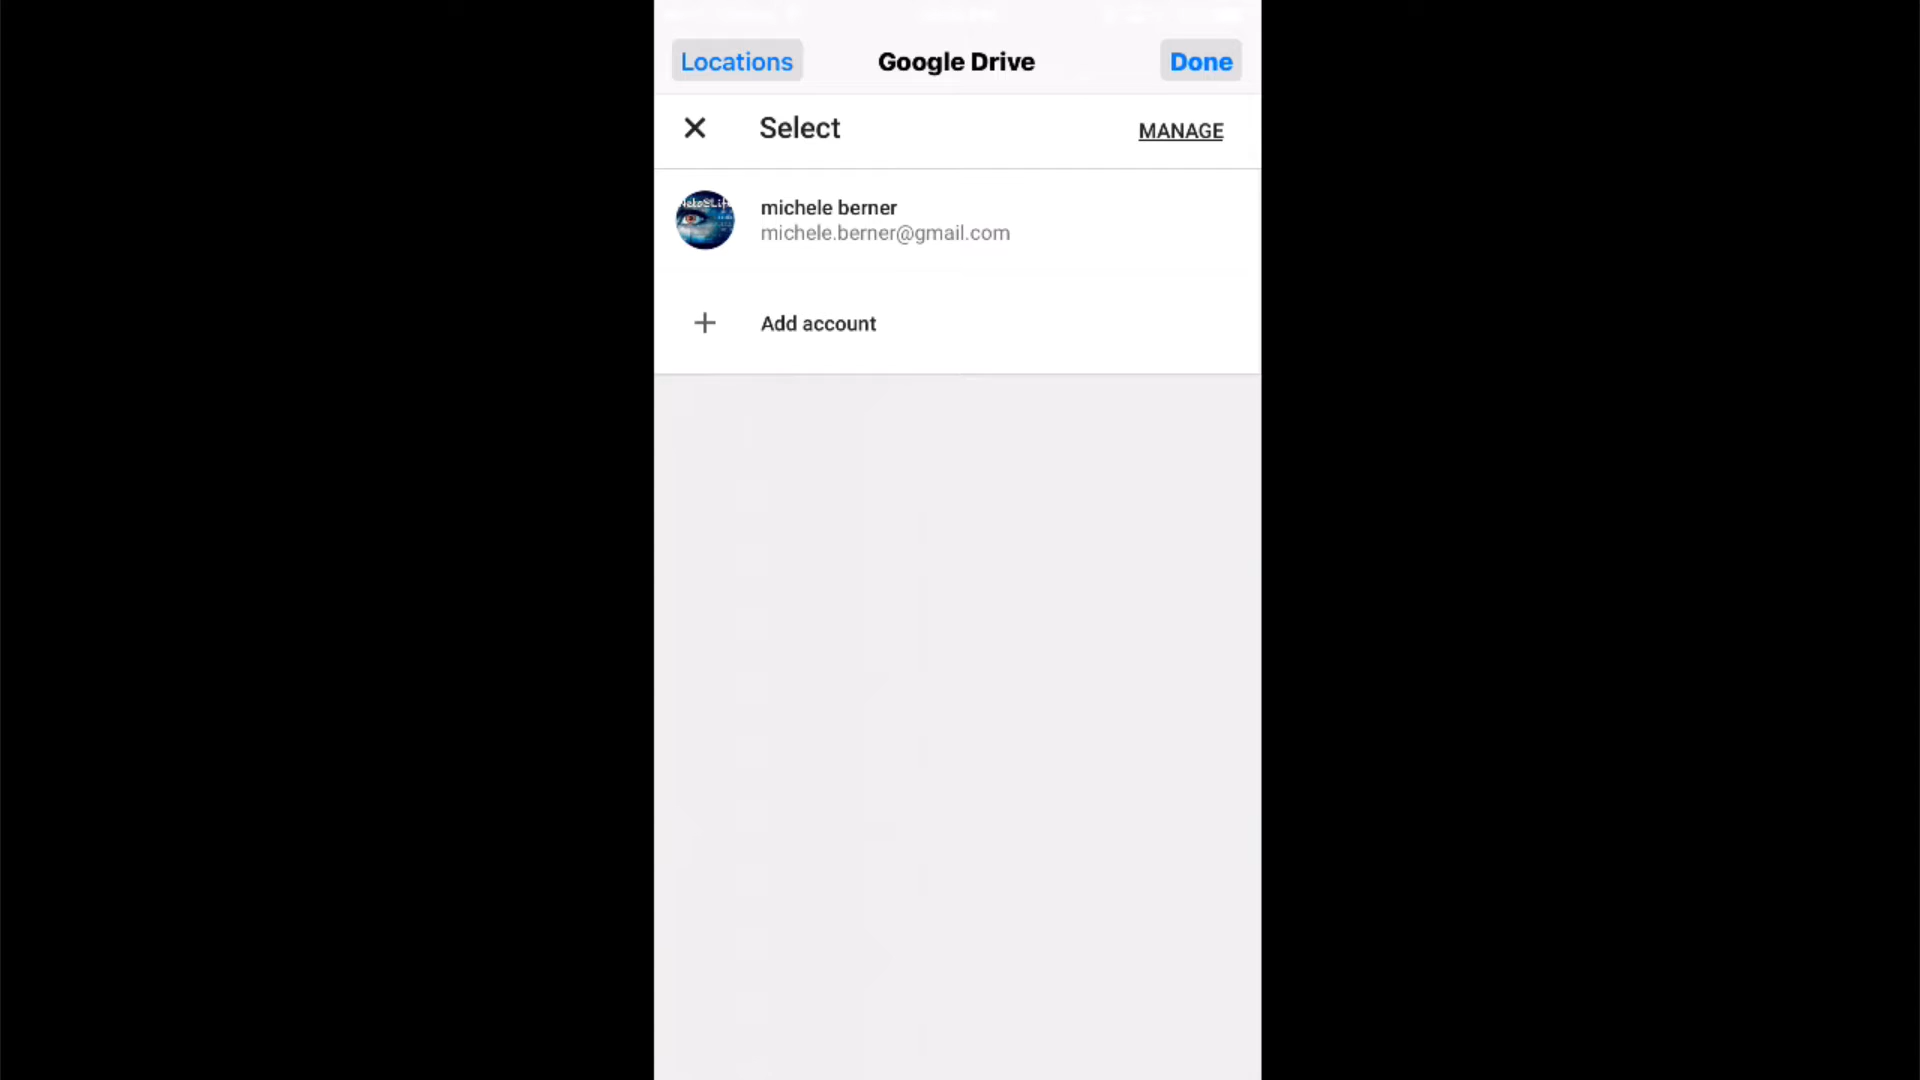 Locations Google Drive Done
Select MANAGE
michele berner
michele.berner@gmail.com
Add account